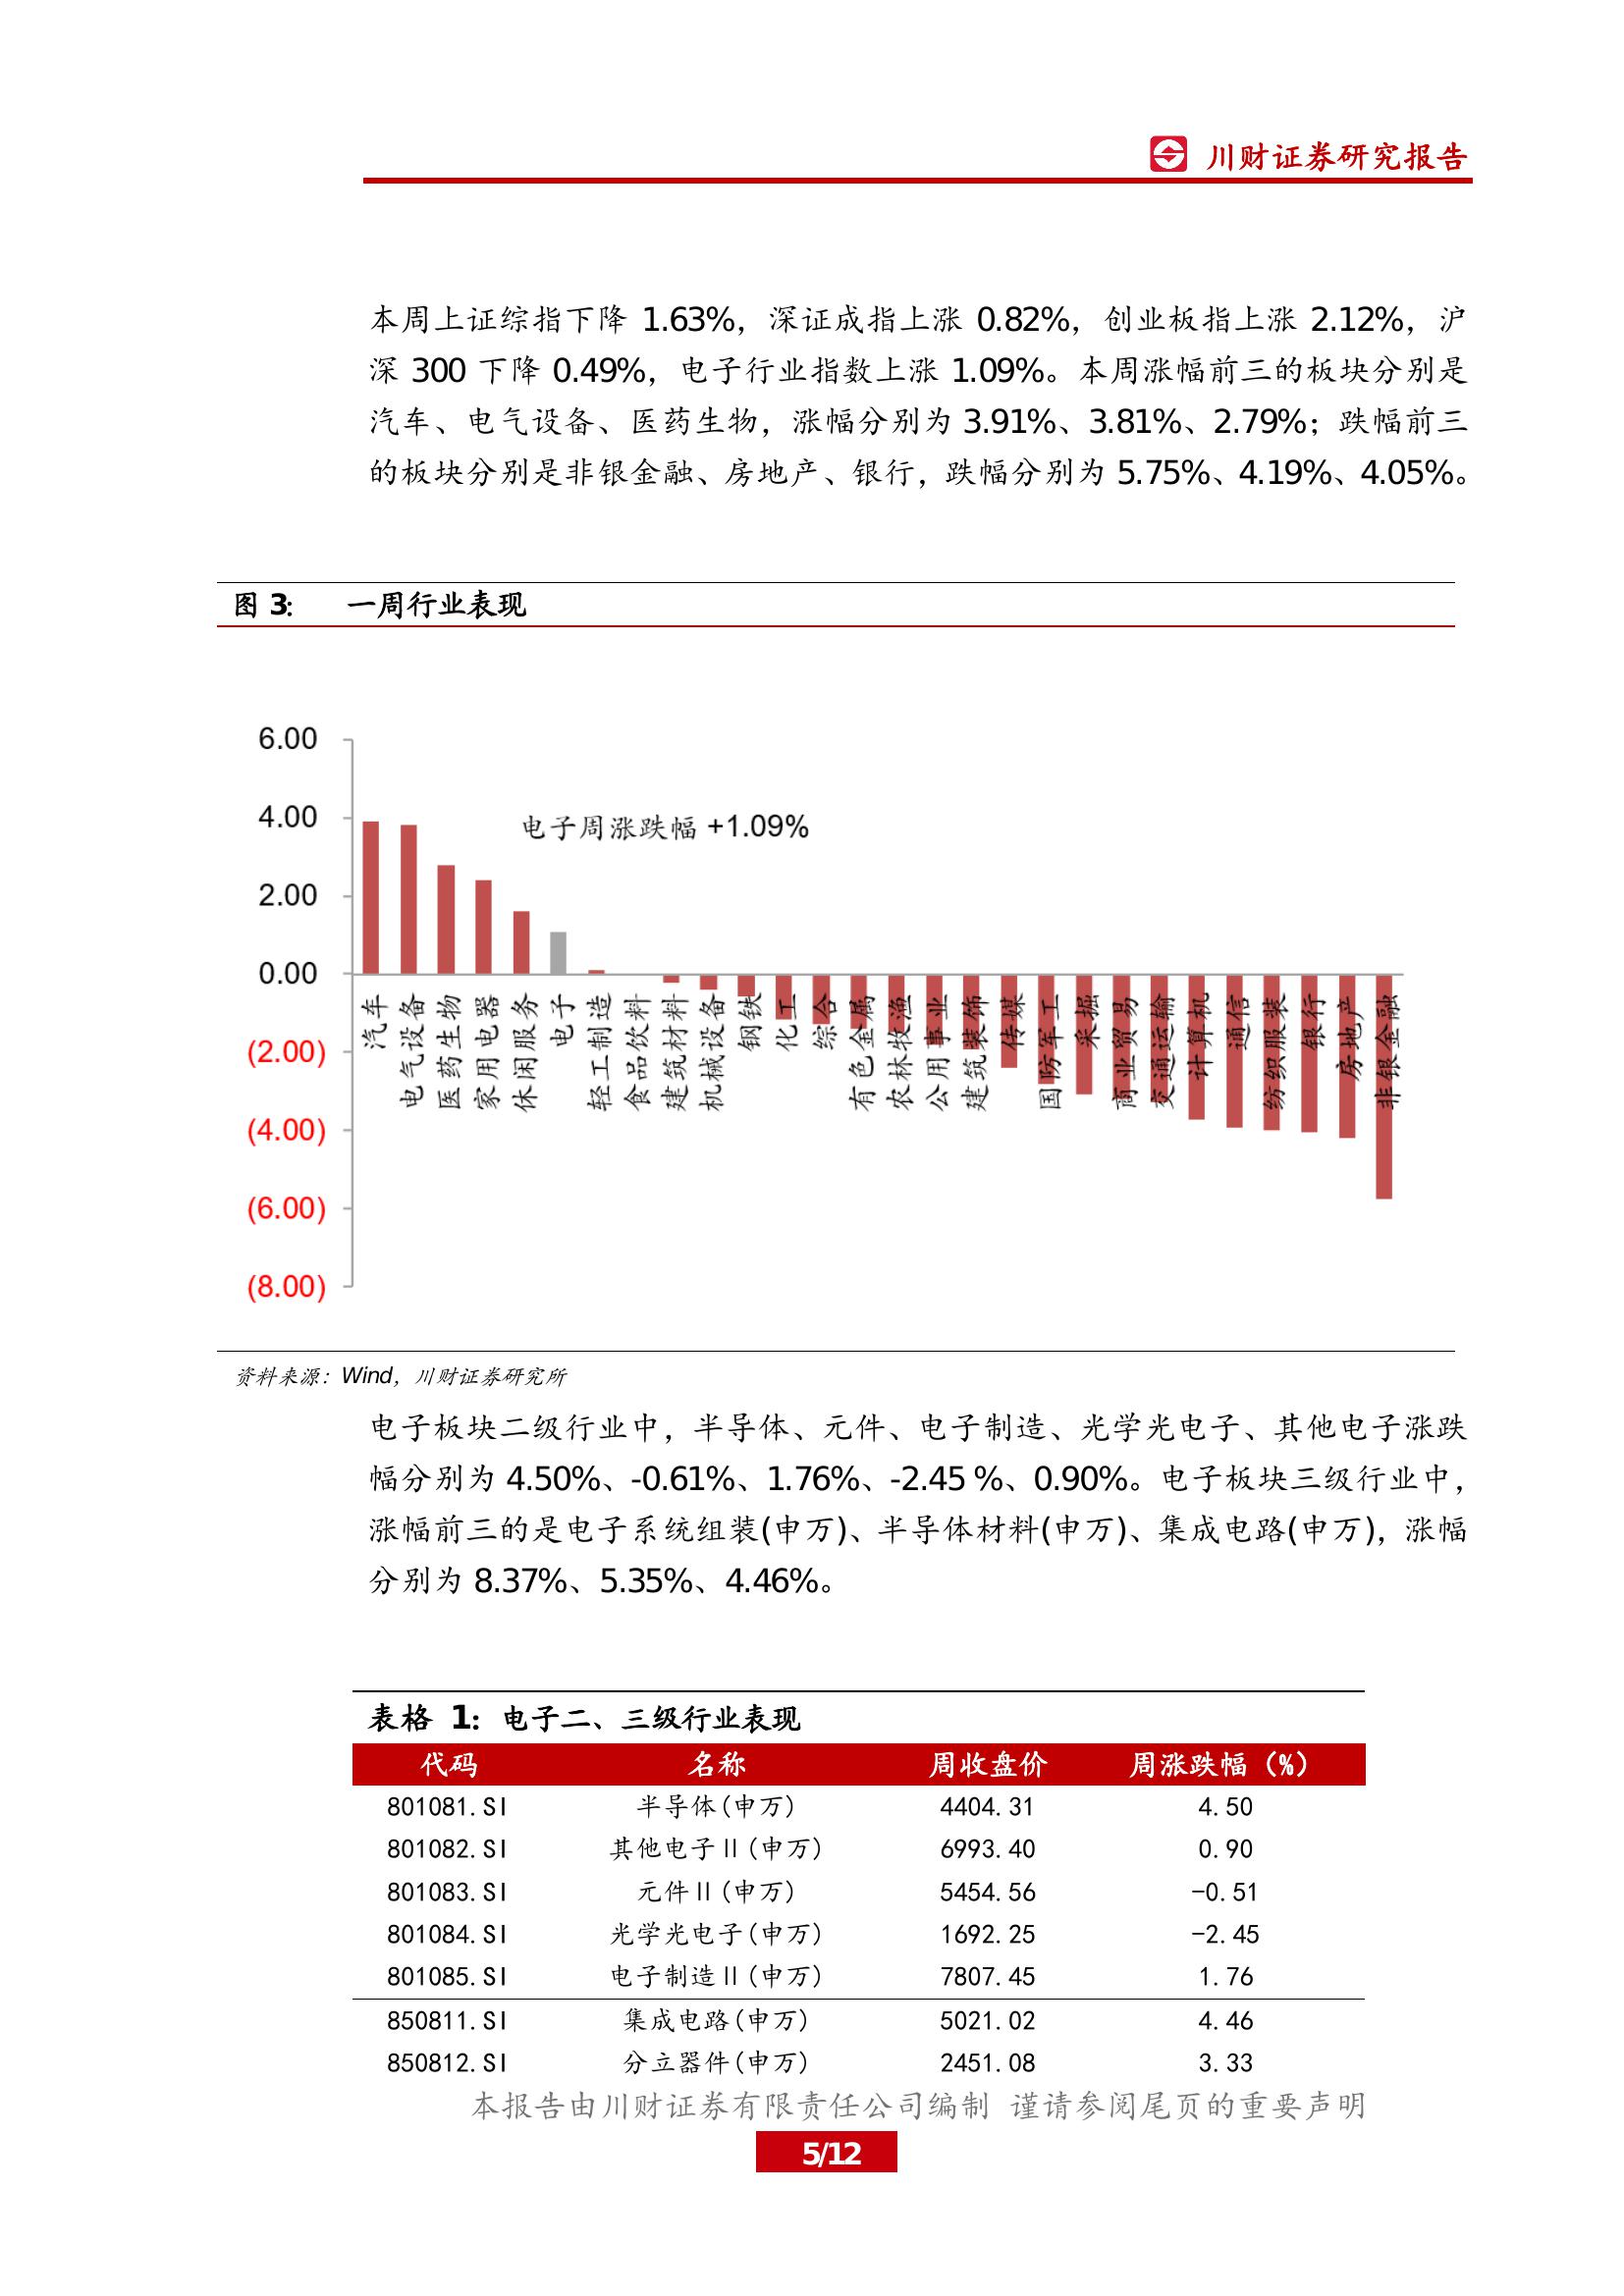 川财证券研究报告
本周上证综指下降 1.63%，深证成指上涨 0.82%，创业板指上涨 2.12%，沪
深 300 下降 0.49%，电子行业指数上涨 1.09%。本周涨幅前三的板块分别是
汽车、电气设备、医药生物，涨幅分别为 3.91%、3.81%、2.79%；跌幅前三
的板块分别是非银金融、房地产、银行，跌幅分别为 5.75%、4.19%、4.05%。
图 3： 一周行业表现
6.00
4.00
2.00
0.00
(2.00)
(4.00)
(6.00)
(8.00)
电子周涨跌幅 +1.09%
汽车
电气设备
医药生物
家用电器
休闲服务
电子
轻工制造
食品饮料
建筑材料
机械设备
钢铁
化工
综合
有色金属
农林牧渔
公用事业
建筑装饰
传媒
国防军工
采掘
商业贸易
交通运输
计算机
通信
纺织服装
银行
房地产
非银金融
资料来源：Wind，川财证券研究所
电子板块二级行业中，半导体、元件、电子制造、光学光电子、其他电子涨跌
幅分别为 4.50%、-0.61%、1.76%、-2.45 %、0.90%。电子板块三级行业中，
涨幅前三的是电子系统组装(申万)、半导体材料(申万)、集成电路(申万)，涨幅
分别为 8.37%、5.35%、4.46%。
表格 1：电子二、三级行业表现
代码 名称 周收盘价 周涨跌幅（%）
801081.SI 半导体(申万) 4404.31 4.50
801082.SI 其他电子Ⅱ(申万) 6993.40 0.90
801083.SI 元件Ⅱ(申万) 5454.56 -0.51
801084.SI 光学光电子(申万) 1692.25 -2.45
801085.SI 电子制造Ⅱ(申万) 7807.45 1.76
850811.SI 集成电路(申万) 5021.02 4.46
850812.SI 分立器件(申万) 2451.08 3.33
本报告由川财证券有限责任公司编制 谨请参阅尾页的重要声明
5/12